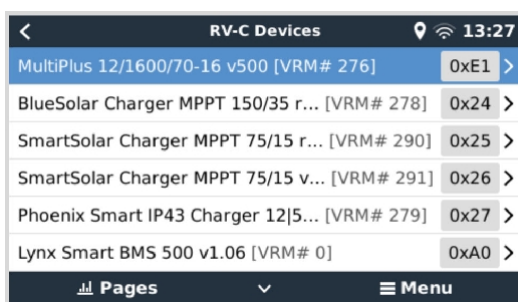 RV-C Devices 13:27
MultiPlus 12/1600/70-16 v500 [VRM# 276] 0xE1
BlueSolar Charger MPPT 150/35 r... [VRM# 278] 0x24
SmartSolar Charger MPPT 75/15 r... [VRM# 290] 0x25
SmartSolar Charger MPPT 75/15 v... [VRM# 291] 0x26
Phoenix Smart IP43 Charger 12|5... [VRM# 279] 0x27
Lynx Smart BMS 500 v1.06 [VRM# 0] 0xA0
Pages Menu